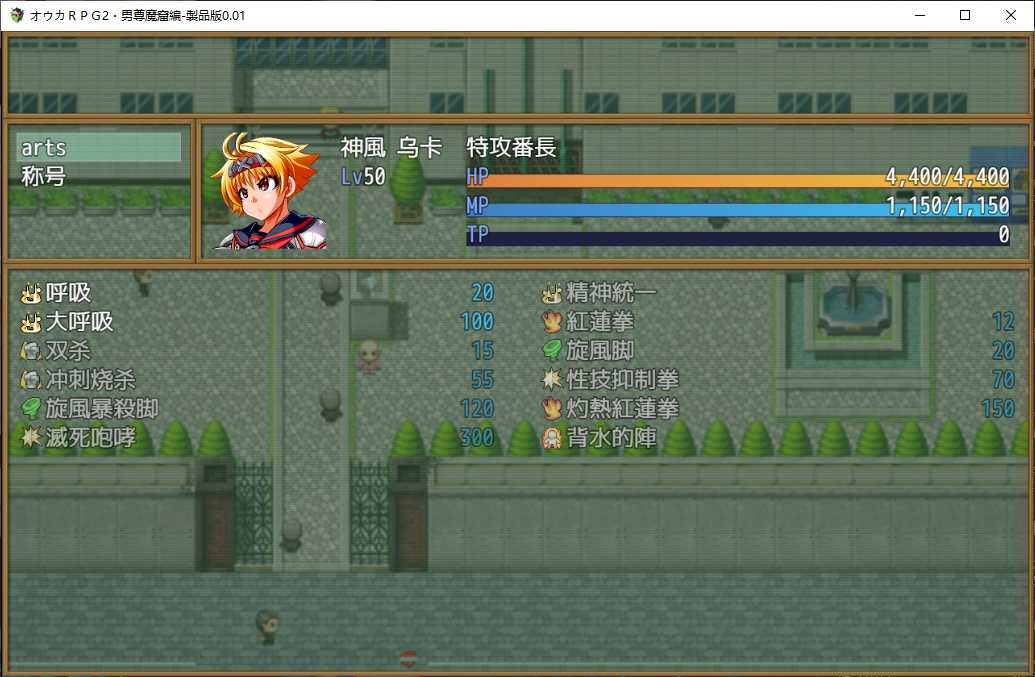 オウカＲＰＧ2・男尊魔窟編-製品版0.01
arts
称号
神風 乌卡 特攻番長
Lv50
HP 4,400/4,400
MP 1,150/1,150
TP 0
呼吸 20 精神統一
大呼吸 100 紅蓮拳 12
双杀 15 旋風脚 20
冲刺烧杀 55 性技抑制拳 70
旋風暴殺脚 120 灼熱紅蓮拳 150
滅死咆哮 300 背水的陣